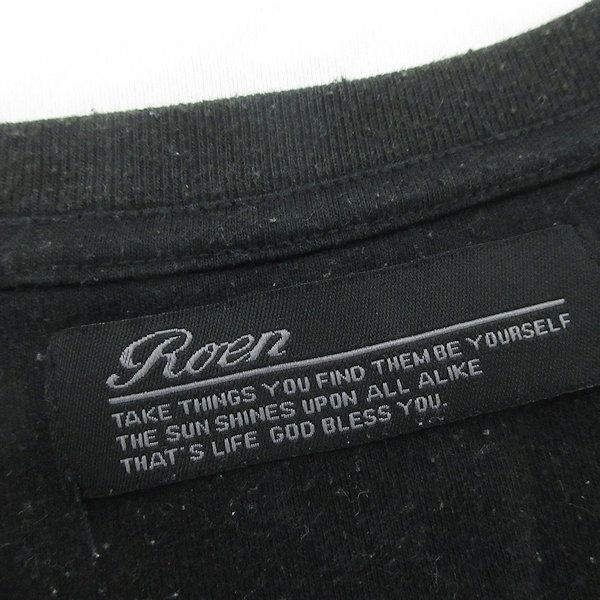 Roen
TAKE THINGS YOU FIND THEM BE YOURSELF
THE SUN SHINES UPON ALL ALIKE
THAT'S LIFE GOD BLESS YOU.